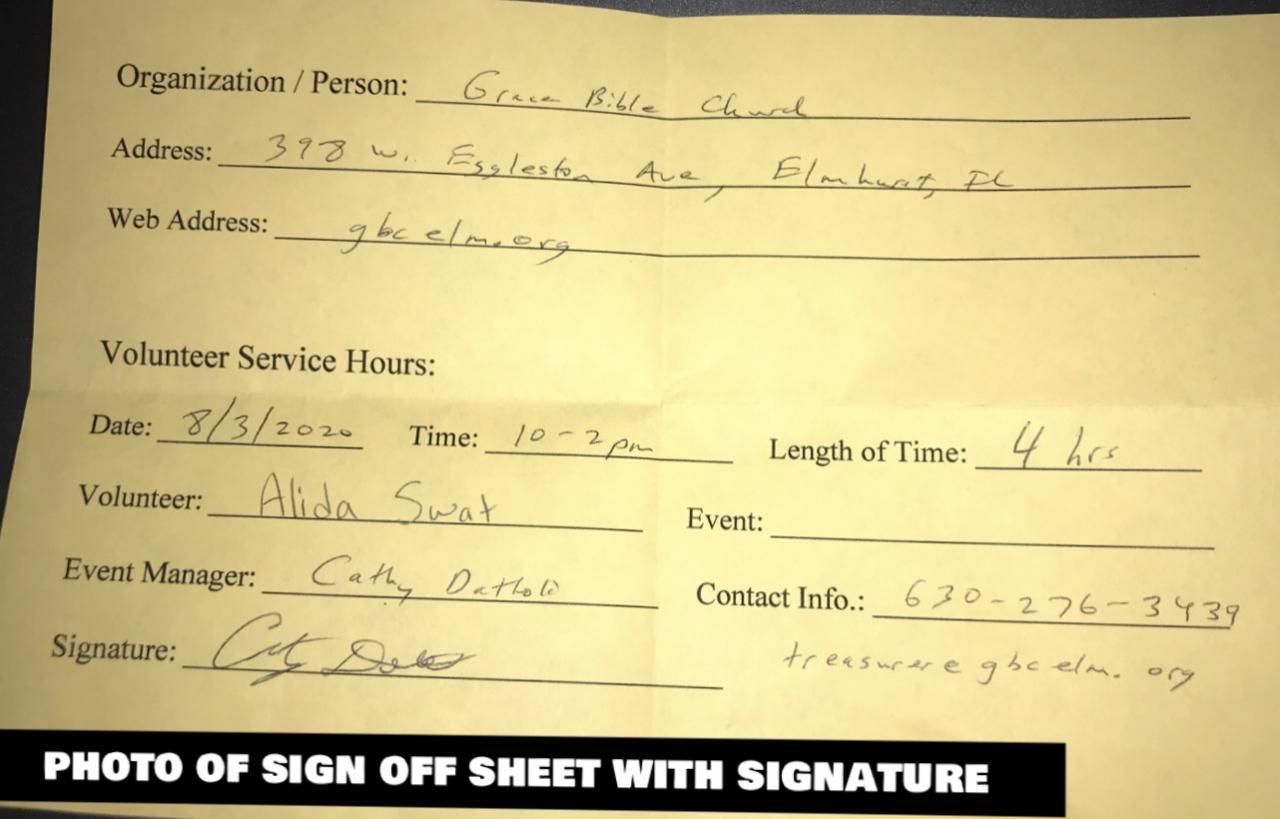 Organization / Person: Grace Bible Church
Address: 398 W. Eggleston Ave, Elmhurst, IL
Web Address: gbcelm.org
Volunteer Service Hours:
Date: 8/3/2020 Time: 10-2pm Length of Time: 4 hrs
Volunteer: Alida Swat Event:
Event Manager: Cathy Contact Info.: 630-276-3439
Signature:
treasurer@gbcelm.org
PHOTO OF SIGN OFF SHEET WITH SIGNATURE